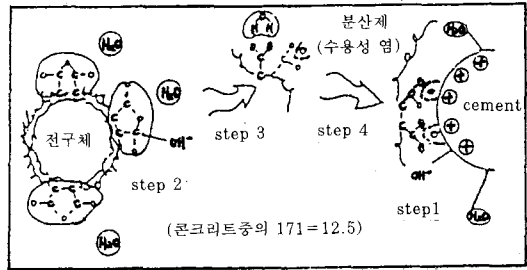 H₂O
분산제
(수용성 염)
H₂O
H₂O
H H
전구체
OH⁻
step 3
step 4
cement
step 2
OH⁻
step1
H₂O
(콘크리트중의 171=12.5)
H₂O